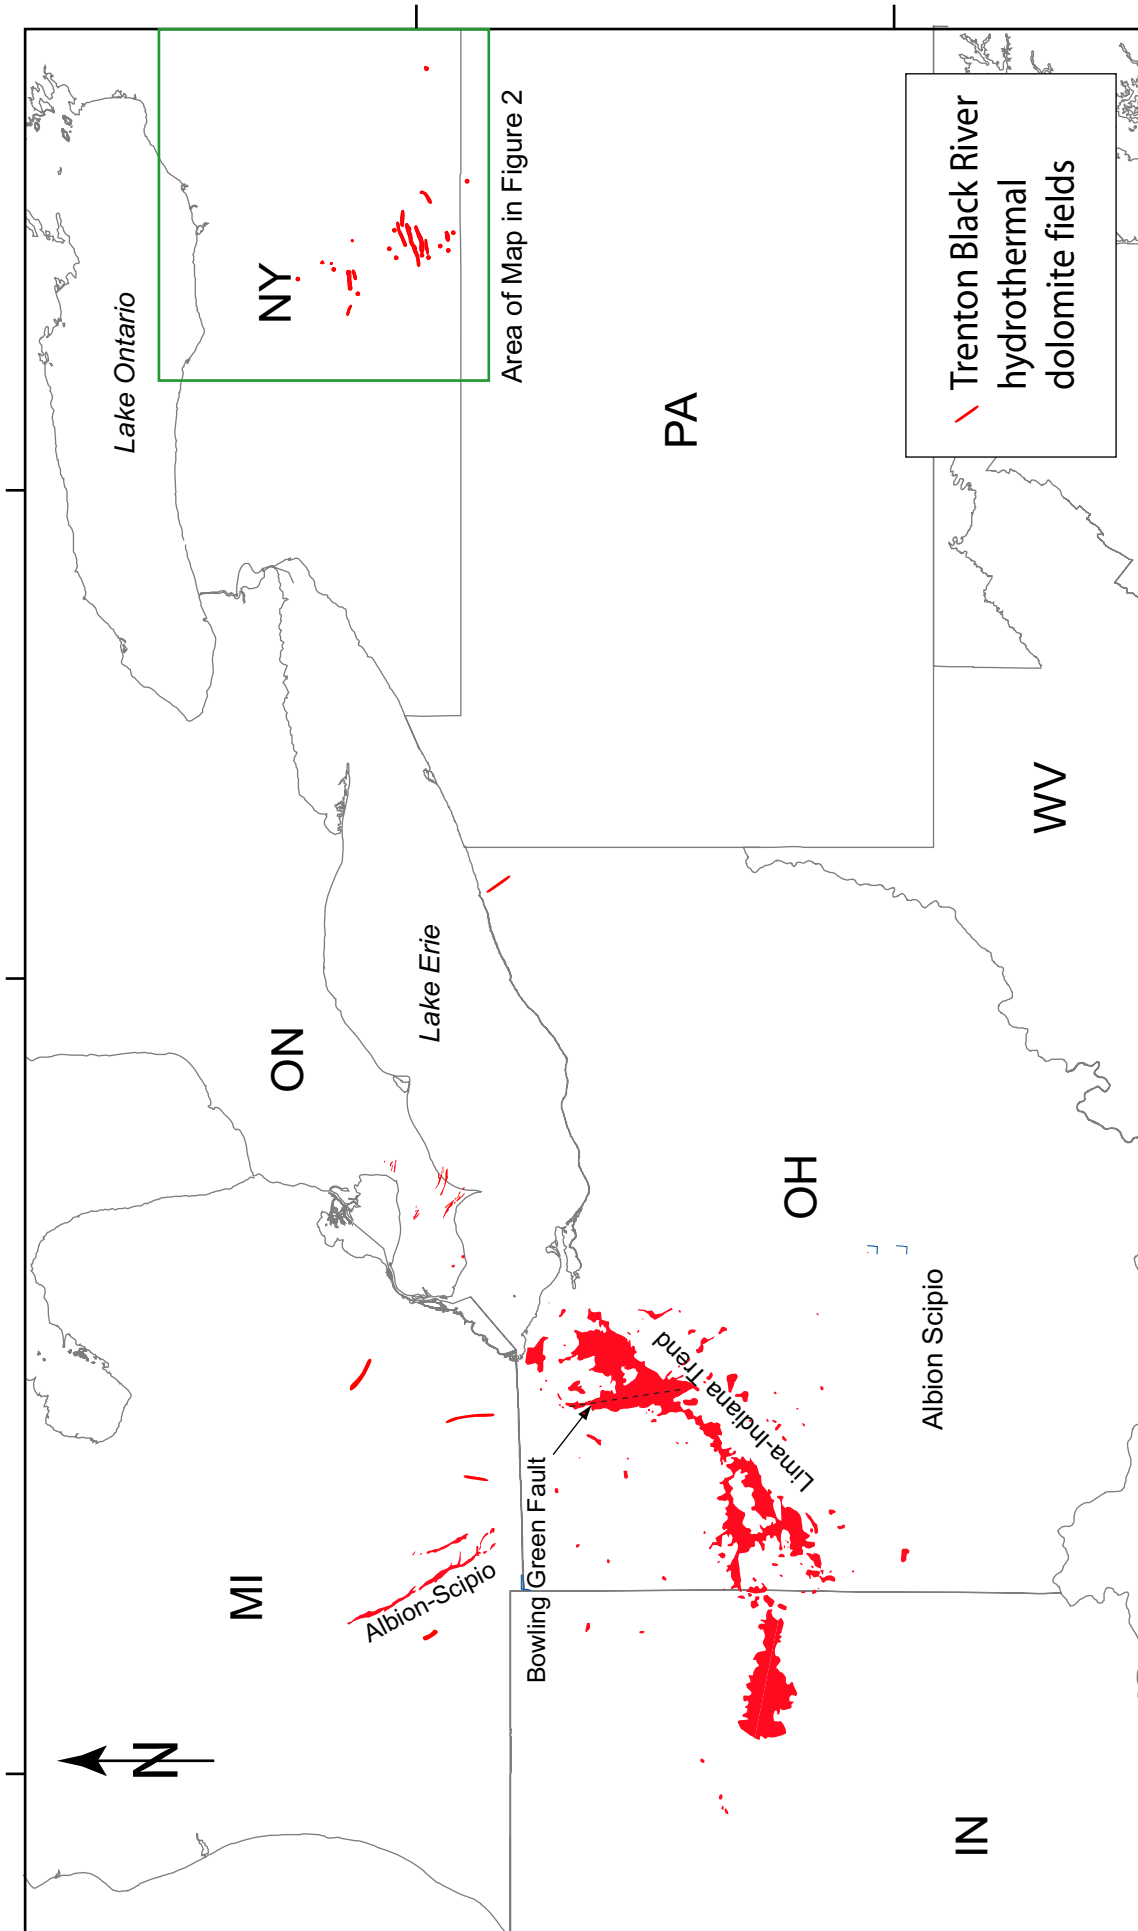 Lake Ontario
N
MI
NY
ON
Albion-Scipio
Lake Erie
Area of Map in Figure 2
Bowling Green Fault
PA
Lima-Indiana Trend
OH
Albion Scipio
IN
WV
Trenton Black River
hydrothermal
dolomite fields